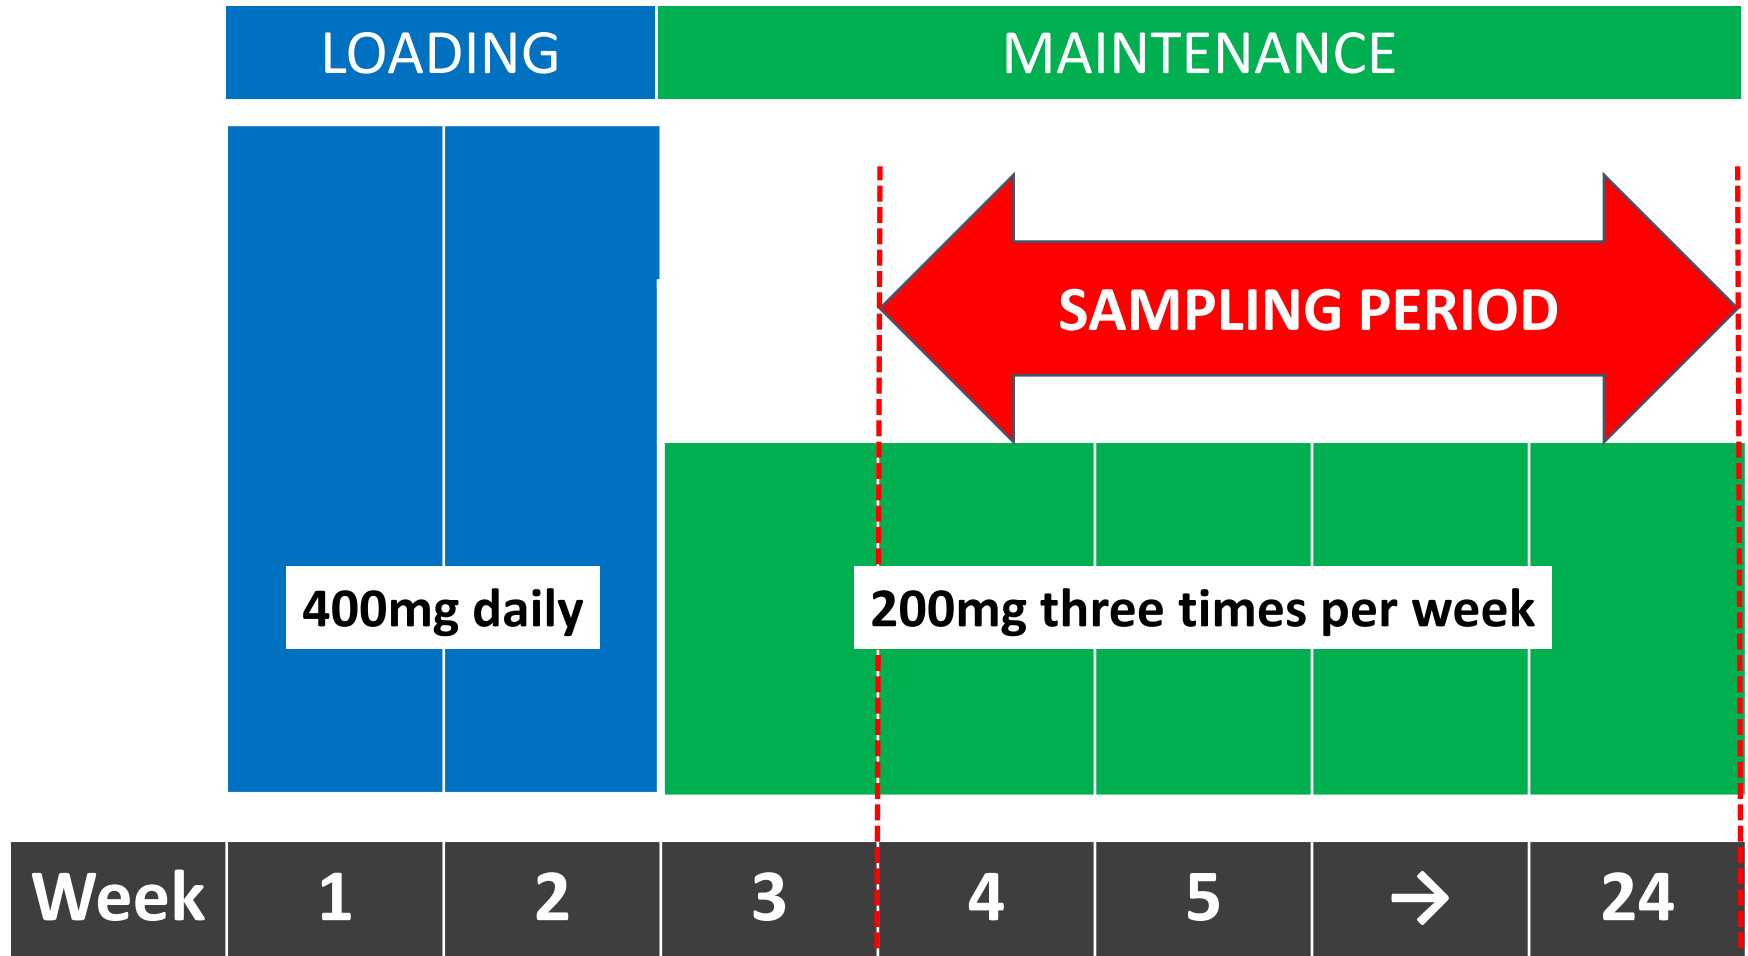 LOADING
MAINTENANCE
SAMPLING PERIOD
400mg daily
200mg three times per week
Week 1 2 3 4 5 → 24